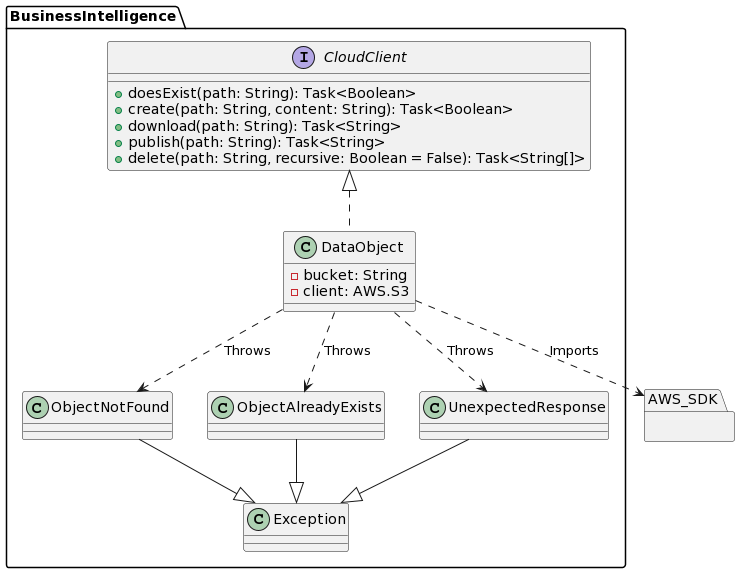 BusinessIntelligence
I CloudClient
doesExist(path: String): Task<Boolean>
create(path: String, content: String): Task<Boolean>
download(path: String): Task<String>
publish(path: String): Task<String>
delete(path: String, recursive: Boolean = False): Task<String[]>
C DataObject
bucket: String
client: AWS.S3
Throws
Throws
Throws
Imports
C ObjectNotFound
C ObjectAlreadyExists
C UnexpectedResponse
AWS_SDK
C Exception